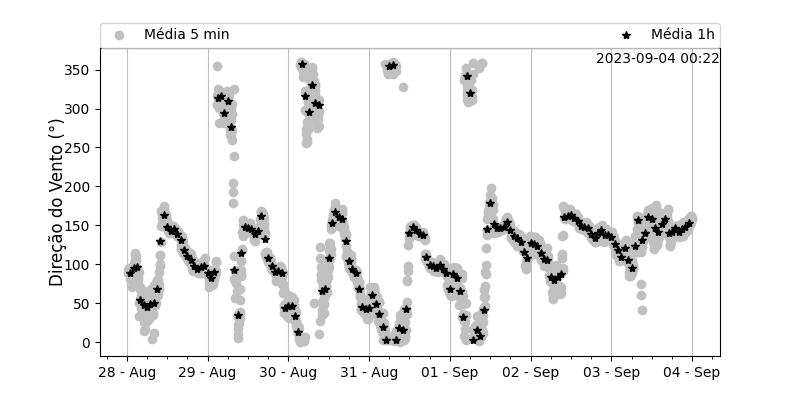 Média 5 min
Média 1h
2023-09-04 00:22
Direção do Vento (°)
350
300
250
200
150
100
50
0
28 - Aug
29 - Aug
30 - Aug
31 - Aug
01 - Sep
02 - Sep
03 - Sep
04 - Sep